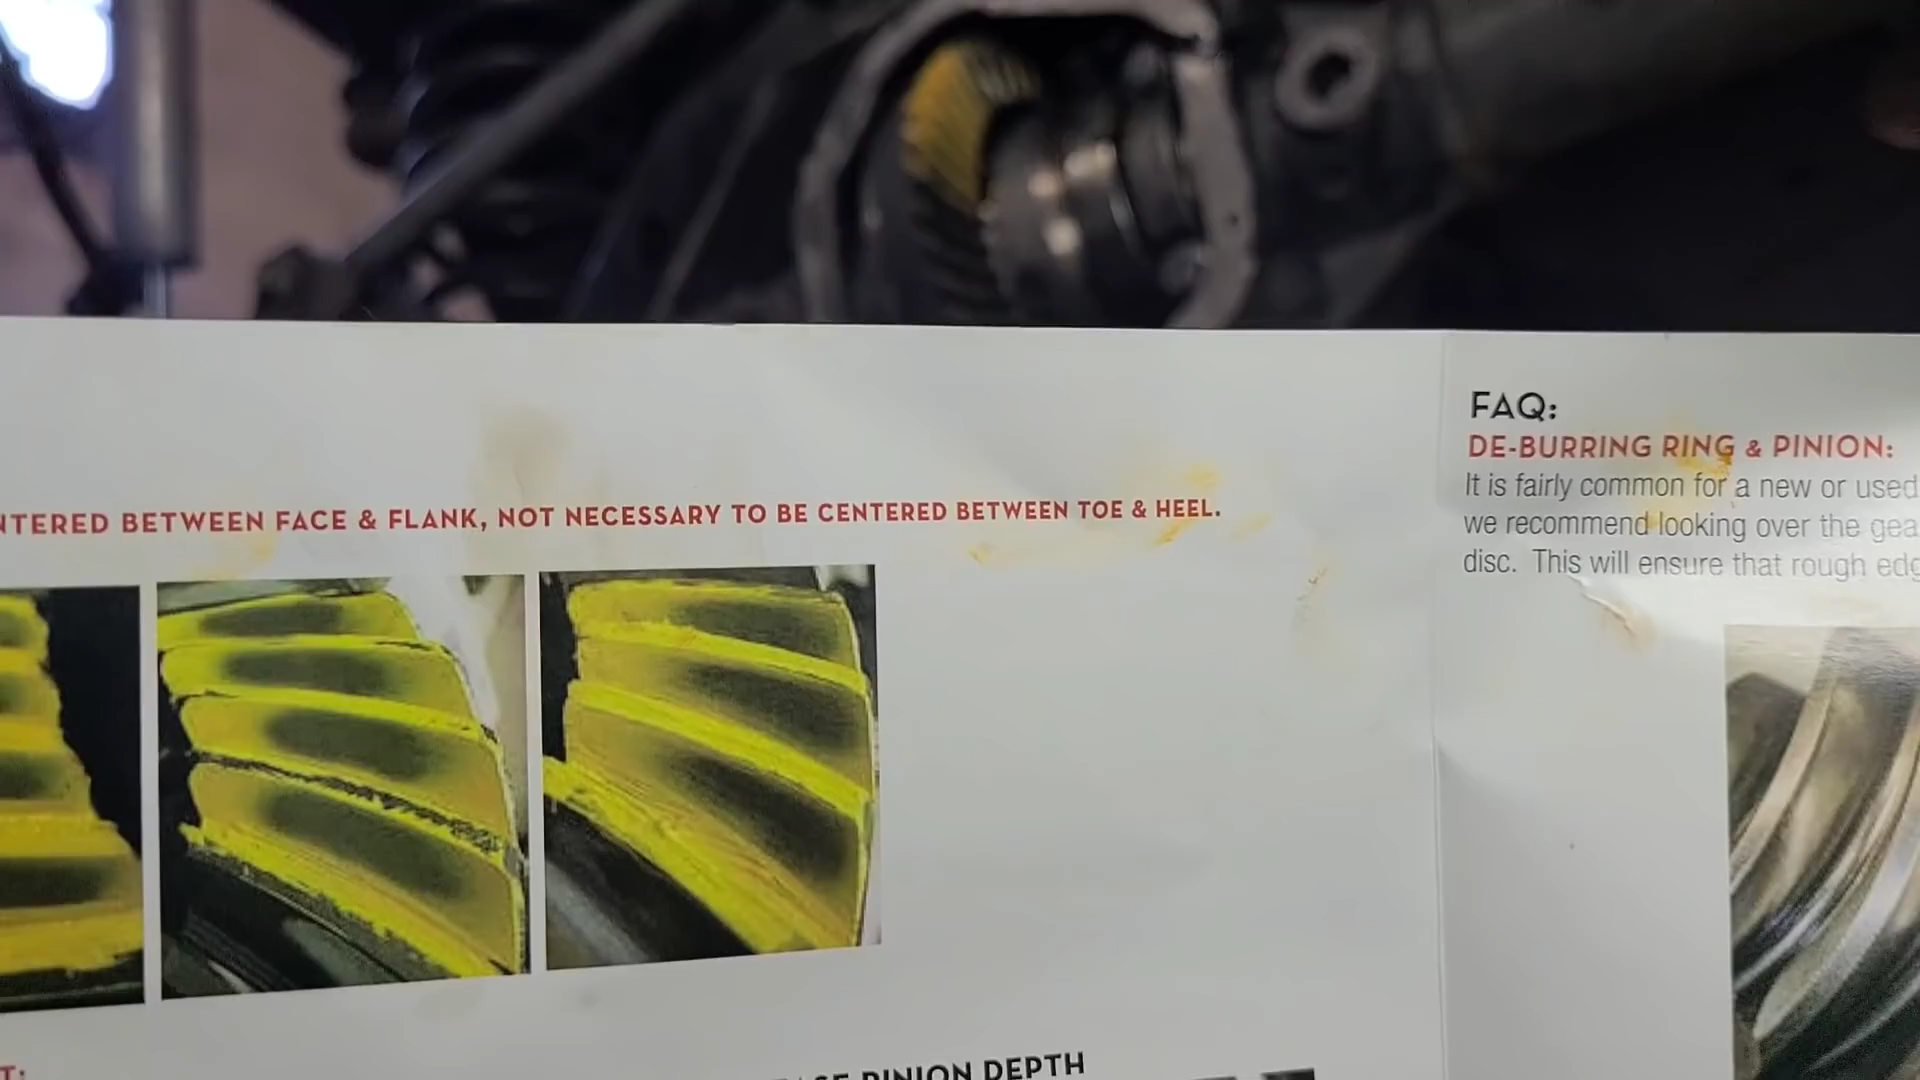 BETWEEN FACE & FLANK, NOT NECESSARY TO BE CENTERED BETWEEN TOE & HEEL.
PINION DEPTH
FAQ:
DE-BURRING RING & PINION:
It is fairly common for a new or used
we recommend looking over the
disc. This will ensure that rough